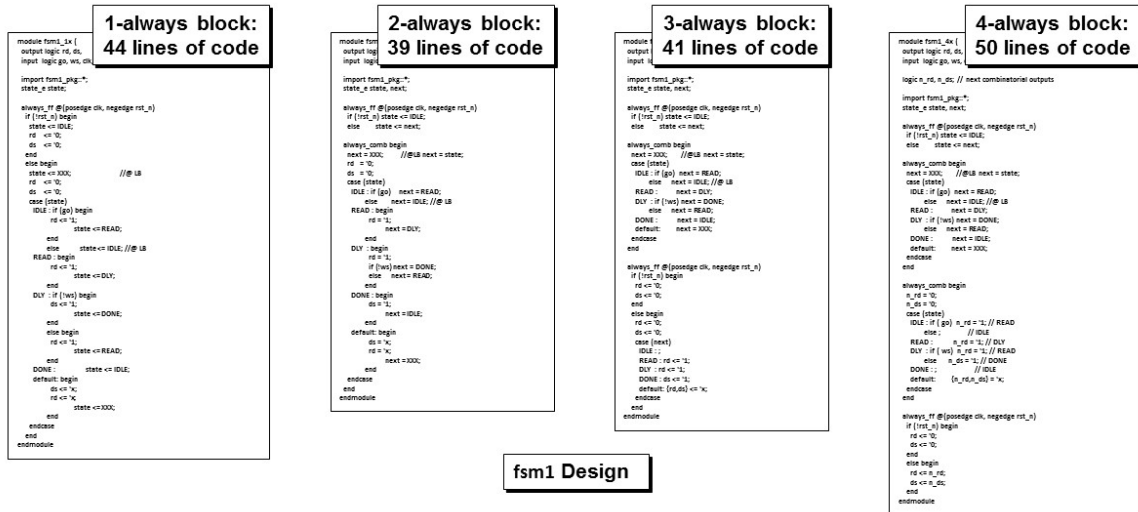 1-always block:
44 lines of code
module fsm1_1x (
output logic rd, ds,
input logic go, ws, clk
import fsm1_pkg::*;
state_e state;
always_ff @(posedge clk, negedge rst_n)
if (!rst_n) begin
state <= IDLE;
rd <= '0;
ds <= '0;
end
else begin
state <= XXX; //@ LB
rd <= '0;
ds <= '0;
case (state)
IDLE : if (go) begin
rd <= '1;
state <= READ;
end
else state <= IDLE; //@ LB
READ : begin
rd <= '1;
state <= DLY;
end
DLY : if (!ws) begin
ds <= '1;
state <= DONE;
end
else begin
rd <= '1;
state <= READ;
end
DONE : state <= IDLE;
default: begin
ds <= 'x;
rd <= 'x;
state <= XXX;
end
endcase
end
endmodule
2-always block:
39 lines of code
module fsm
output logi
input logic
import fsm1_pkg::*;
state_e state, next;
always_ff @(posedge clk, negedge rst_n)
if (!rst_n) state <= IDLE;
else state <= next;
always_comb begin
next = XXX; //@LB next = state;
rd = '0;
ds = '0;
case (state)
IDLE : if (go) next = READ;
else next = IDLE; //@ LB
READ : begin
rd = '1;
next = DLY;
end
DLY : begin
rd = '1;
if (!ws) next = DONE;
else next = READ;
end
DONE : begin
ds = '1;
next = IDLE;
end
default: begin
ds = 'x;
rd = 'x;
next = XXX;
end
endcase
end
endmodule
3-always block:
41 lines of code
module f
output
input lo
import fsm1_pkg::*;
state_e state, next;
always_ff @(posedge clk, negedge rst_n)
if (!rst_n) state <= IDLE;
else state <= next;
always_comb begin
next = XXX; //@LB next = state;
case (state)
IDLE : if (go) next = READ;
else next = IDLE; //@ LB
READ : next = DLY;
DLY : if (!ws) next = DONE;
else next = READ;
DONE : next = IDLE;
default: next = XXX;
endcase
end
always_ff @(posedge clk, negedge rst_n)
if (!rst_n) begin
rd <= '0;
ds <= '0;
end
else begin
rd <= '0;
ds <= '0;
case (next)
IDLE : ;
READ : rd <= '1;
DLY : rd <= '1;
DONE : ds <= '1;
default: {rd,ds} <= 'x;
endcase
end
endmodule
4-always block:
50 lines of code
module fsm1_4x (
output logic rd,
input logic go, ws,
logic n_rd, n_ds; // next combinatorial outputs
import fsm1_pkg::*;
state_e state, next;
always_ff @(posedge clk, negedge rst_n)
if (!rst_n) state <= IDLE;
else state <= next;
always_comb begin
next = XXX; //@LB next = state;
case (state)
IDLE : if (go) next = READ;
else next = IDLE; //@ LB
READ : next = DLY;
DLY : if (!ws) next = DONE;
else next = READ;
DONE : next = IDLE;
default: next = XXX;
endcase
end
always_comb begin
n_rd = '0;
n_ds = '0;
case (state)
IDLE : if ( go) n_rd = '1; // READ
else ; // IDLE
READ : n_rd = '1; // DLY
DLY : if ( ws) n_rd = '1; // READ
else n_ds = '1; // DONE
DONE : ; // IDLE
default: {n_rd,n_ds} = 'x;
endcase
end
always_ff @(posedge clk, negedge rst_n)
if (!rst_n) begin
rd <= '0;
ds <= '0;
end
else begin
rd <= n_rd;
ds <= n_ds;
end
endmodule
fsm1 Design